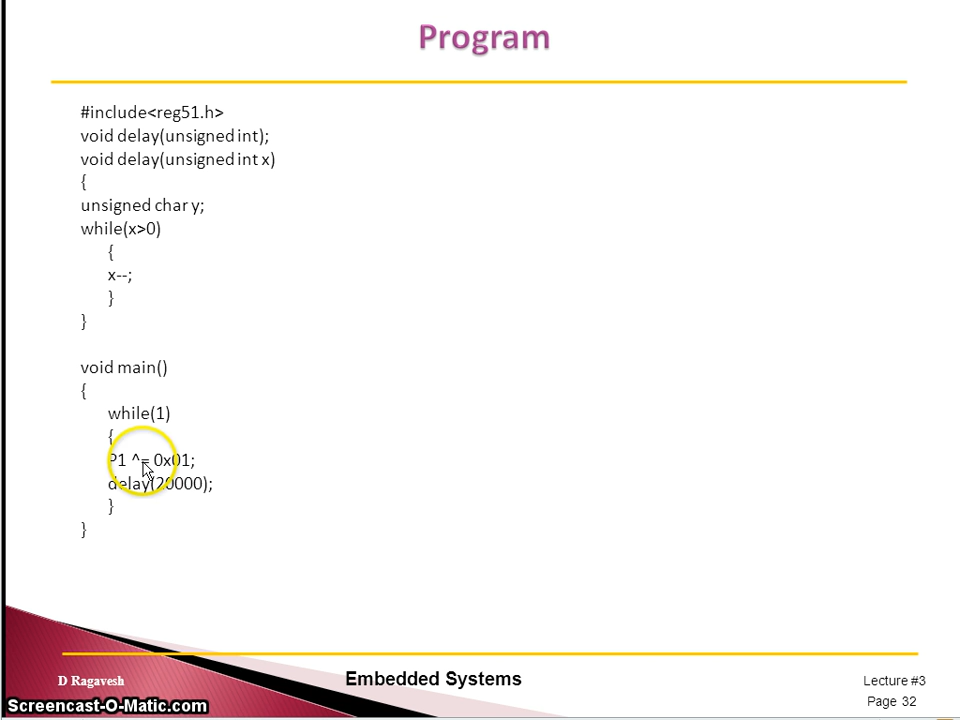 Program
#include<reg51.h>
void delay(unsigned int);
void delay(unsigned int x)
{
unsigned char y;
while(x>0)
{
x--;
}
}
void main()
{
while(1)
{
P1 ^= 0x01;
delay(20000);
}
}
D Ragavesh
Embedded Systems
Lecture #3
Page 32
Screencast-O-Matic.com